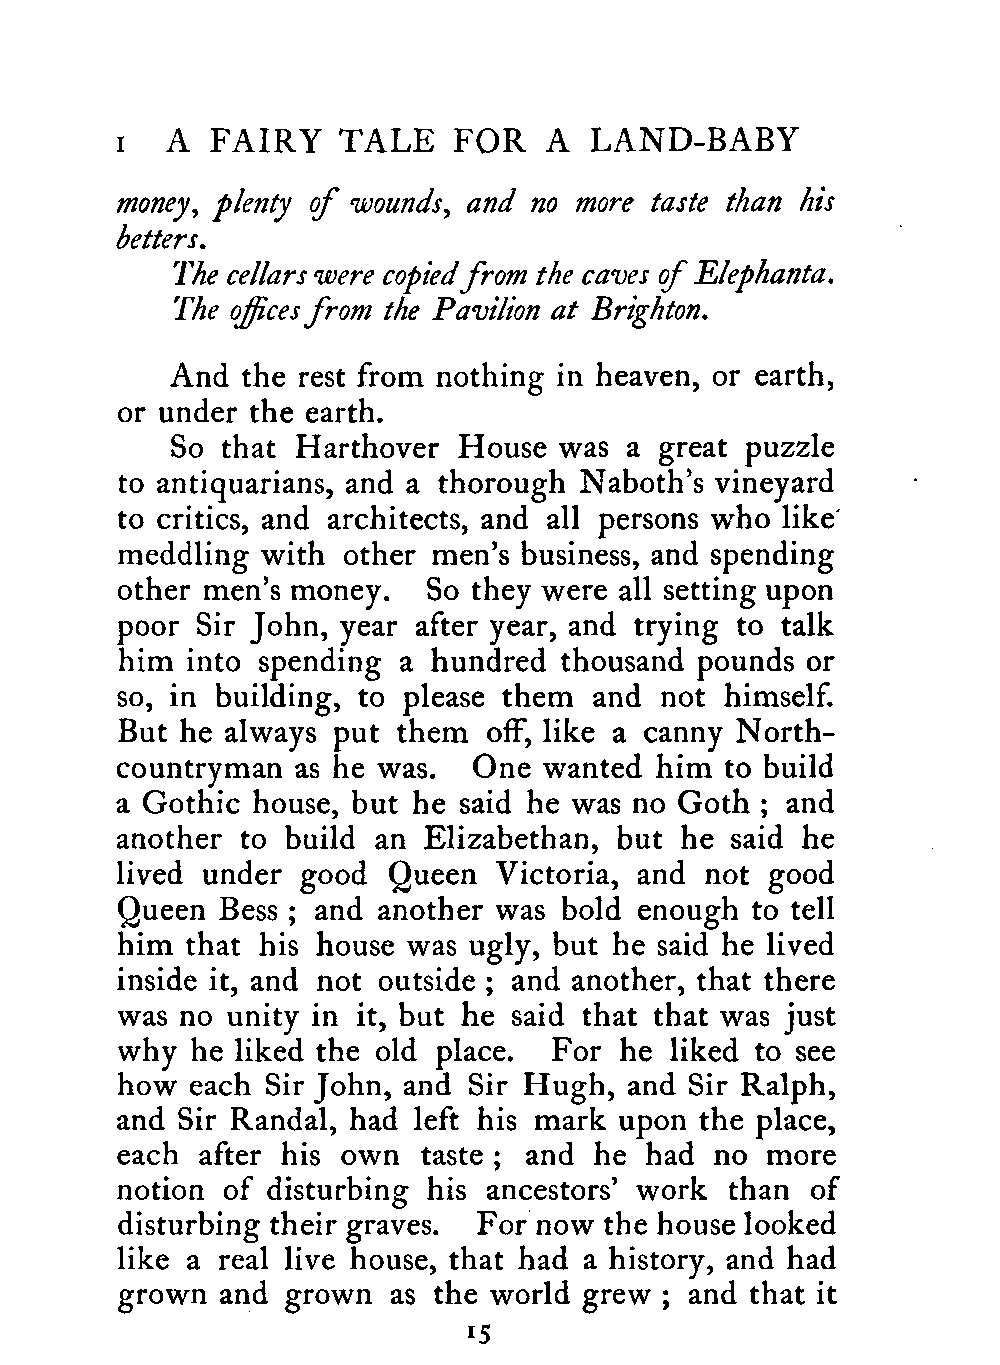 I A FAIRY TALE FOR A LAND-BABY
money, plenty of wounds, and no more taste than his
betters.
The cellars were copied from the caves of Elephanta.
The offices from the Pavilion at Brighton.
And the rest from nothing in heaven, or earth,
or under the earth.
So that Harthover House was a great puzzle
to antiquarians, and a thorough Naboth's vineyard
to critics, and architects, and all persons who like
meddling with other men's business, and spending
other men's money. So they were all setting upon
poor Sir John, year after year, and trying to talk
him into spending a hundred thousand pounds or
so, in building, to please them and not himself.
But he always put them off, like a canny North-
countryman as he was. One wanted him to build
a Gothic house, but he said he was no Goth ; and
another to build an Elizabethan, but he said he
lived under good Queen Victoria, and not good
Queen Bess ; and another was bold enough to tell
him that his house was ugly, but he said he lived
inside it, and not outside ; and another, that there
was no unity in it, but he said that that was just
why he liked the old place. For he liked to see
how each Sir John, and Sir Hugh, and Sir Ralph,
and Sir Randal, had left his mark upon the place,
each after his own taste ; and he had no more
notion of disturbing his ancestors' work than of
disturbing their graves. For now the house looked
like a real live house, that had a history, and had
grown and grown as the world grew ; and that it
15